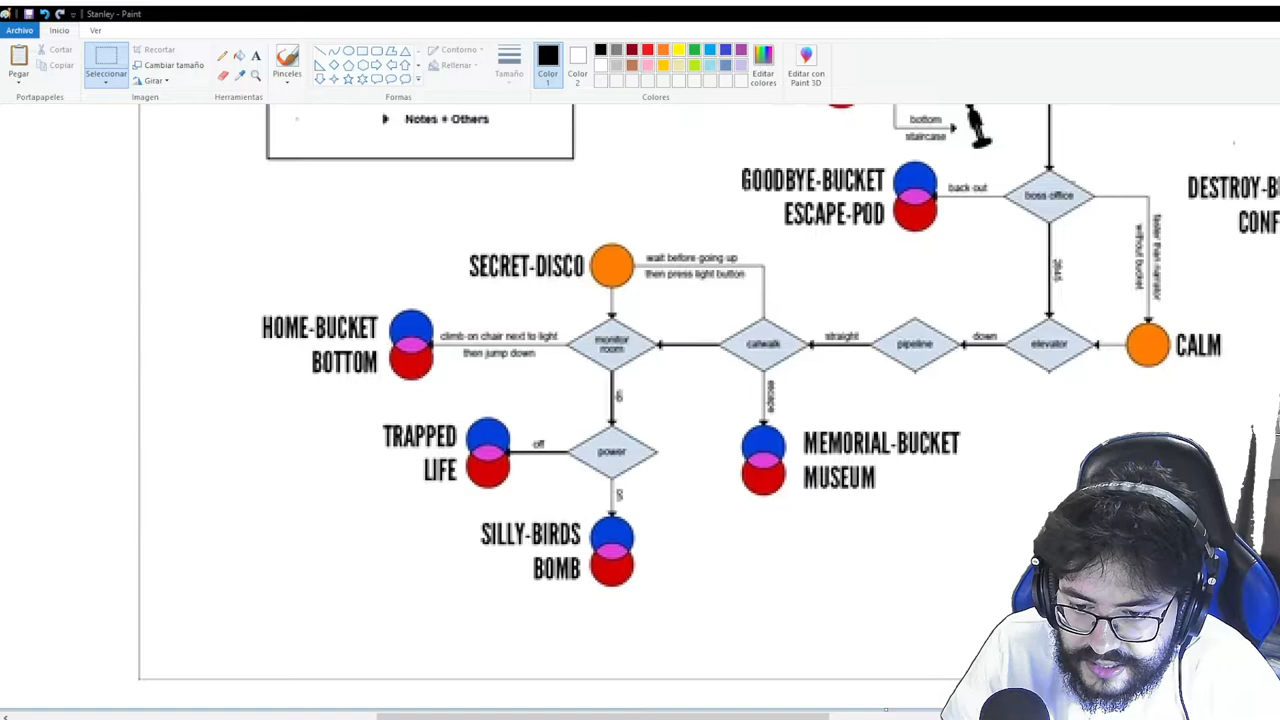 Stanley - Paint
Archivo Inicio Ver
Pegar
Cortar
Copiar
Portapapeles
Seleccionar
Recortar
Cambiar tamaño
Girar
Imagen
A
Herramientas
Pinceles
Contorno
Rellenar
Formas
Tamaño
Color
1
Color
2
Editar
colores
Colores
Editar con
Paint 3D
Notes + Others
bottom
staircase
GOODBYE-BUCKET
ESCAPE-POD
back out
boss office
DESTROY-B
CONF
faster than narrator
without bucket
2845
SECRET-DISCO
wait before going up
then press light button
HOME-BUCKET
BOTTOM
climb on chair next to light
then jump down
monitor
room
catwalk
straight
pipeline
down
elevator
CALM
up
escape
TRAPPED
LIFE
off
power
MEMORIAL-BUCKET
MUSEUM
on
SILLY-BIRDS
BOMB